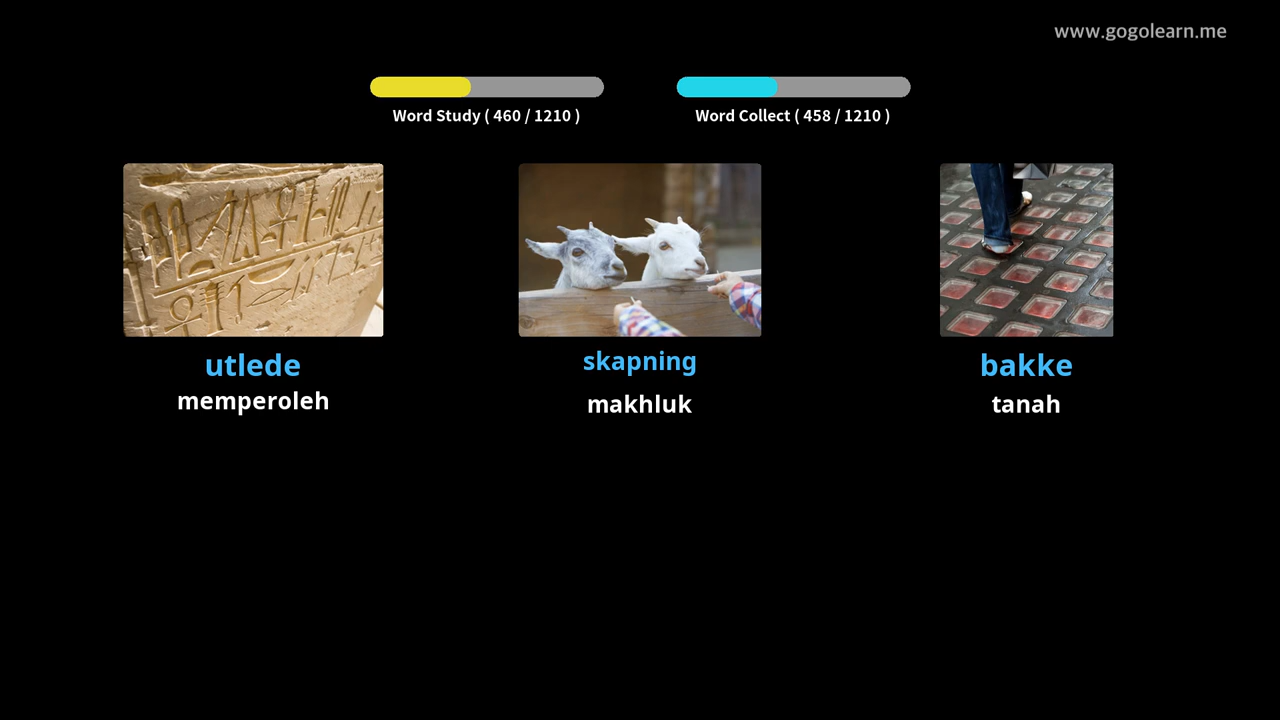 www.gogolearn.me
Word Study ( 460 / 1210 )
Word Collect ( 458 / 1210 )
utlede
memperoleh
skapning
makhluk
bakke
tanah